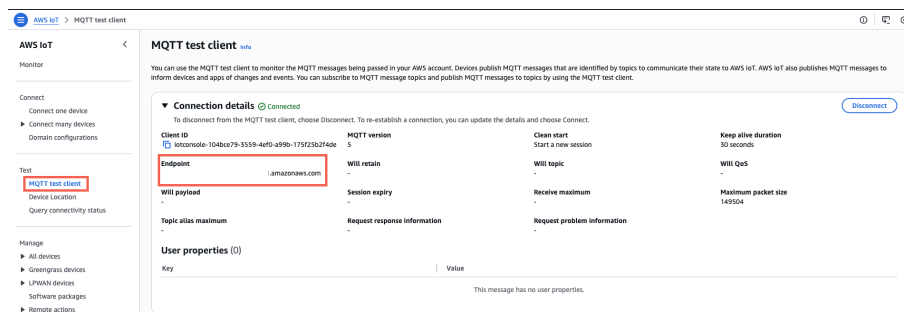 AWS IoT > MQTT test client
AWS IoT
Monitor
Connect
Connect one device
Connect many devices
Domain configurations
Test
MQTT test client
Device Location
Query connectivity status
Manage
All devices
Greengrass devices
LPWAN devices
Software packages
Remote actions
MQTT test client Info
You can use the MQTT test client to monitor the MQTT messages being passed in your AWS account. Devices publish MQTT messages that are identified by topics to communicate their state to AWS IoT. AWS IoT also publishes MQTT messages to
inform devices and apps of changes and events. You can subscribe to MQTT message topics and publish MQTT messages to topics by using the MQTT test client.
Connection details Connected
Disconnect
To disconnect from the MQTT test client, choose Disconnect. To re-establish a connection, you can update the details and choose Connect.
Client ID
iotconsole-104bce79-3559-4ef0-a99b-175f25b2f4de
MQTT version
5
Clean start
Start a new session
Keep alive duration
30 seconds
Endpoint
.amazonaws.com
Will retain
-
Will topic
-
Will QoS
-
Will payload
-
Session expiry
-
Receive maximum
-
Maximum packet size
149504
Topic alias maximum
-
Request response information
-
Request problem information
-
User properties (0)
Key
Value
This message has no user properties.